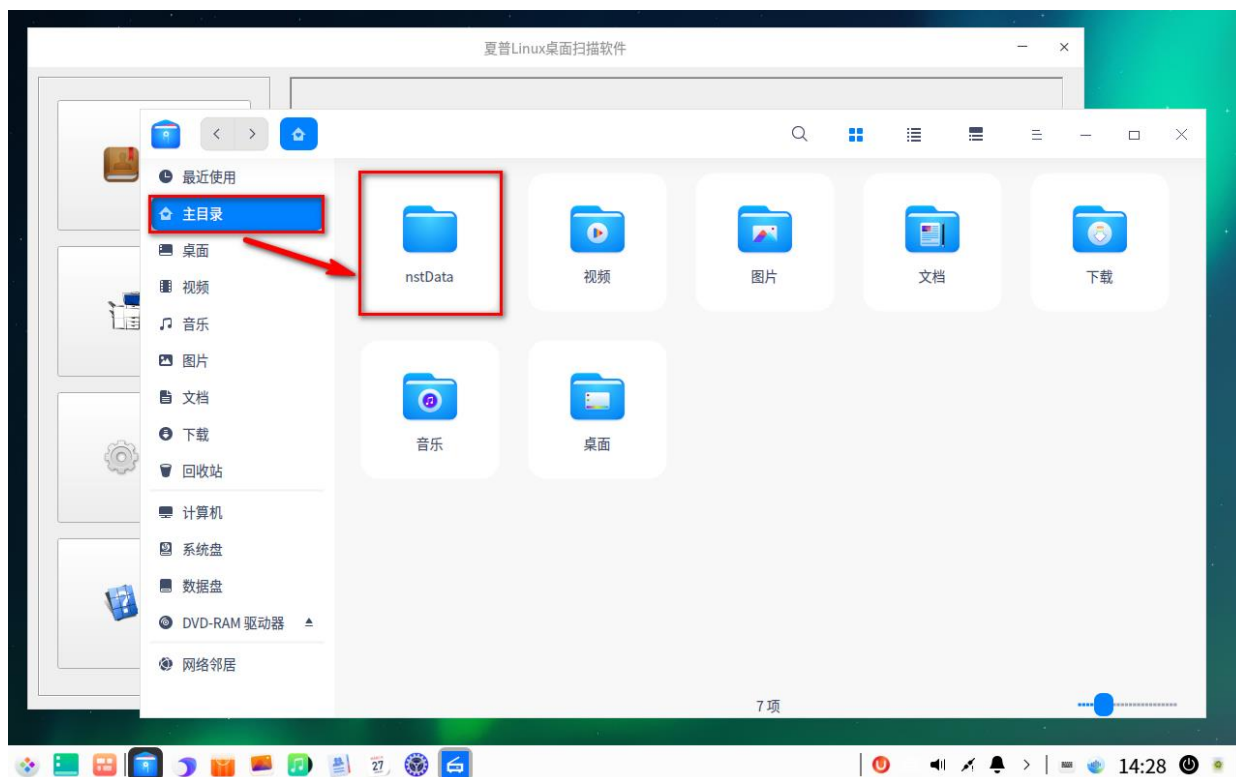 夏普Linux桌面扫描软件
最近使用
主目录
桌面
视频
音乐
图片
文档
下载
回收站
计算机
系统盘
数据盘
DVD-RAM 驱动器
网络邻居
nstData
视频
图片
文档
下载
音乐
桌面
7 项
27
14:28